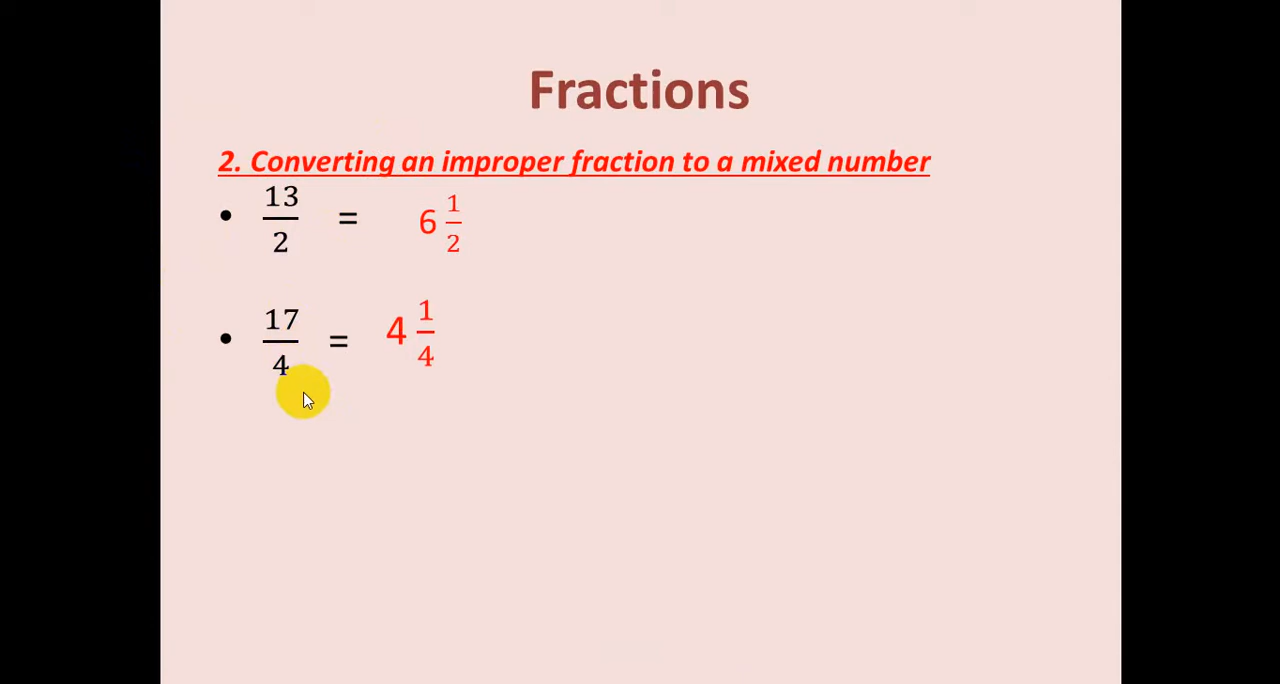 Fractions
2. Converting an improper fraction to a mixed number
• 13/2 = 6 1/2
• 17/4 = 4 1/4